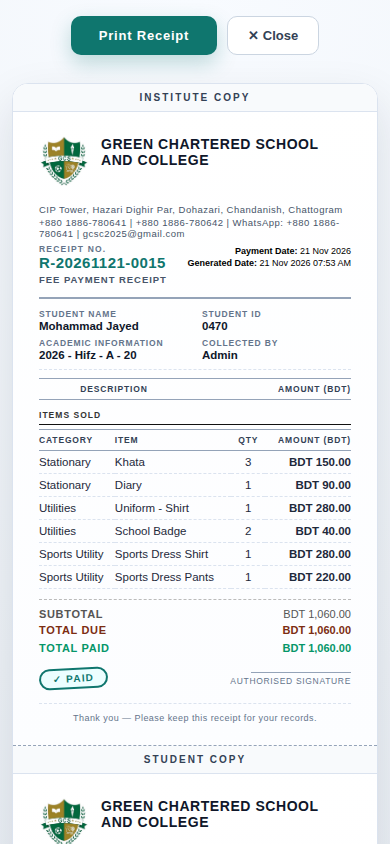 Print Receipt
✕ Close
INSTITUTE COPY
GCS
GREEN CHARTERED SCHOOL
AND COLLEGE
CIP Tower, Hazari Dighir Par, Dohazari, Chandanish, Chattogram
+880 1886-780641 | +880 1886-780642 | WhatsApp: +880 1886-
780641 | gcsc2025@gmail.com
RECEIPT NO.
R-20261121-0015
FEE PAYMENT RECEIPT
Payment Date: 21 Nov 2026
Generated Date: 21 Nov 2026 07:53 AM
STUDENT NAME
Mohammad Jayed
STUDENT ID
0470
ACADEMIC INFORMATION
2026 - Hifz - A - 20
COLLECTED BY
Admin
DESCRIPTION AMOUNT (BDT)
ITEMS SOLD
CATEGORY ITEM QTY AMOUNT (BDT)
Stationary Khata 3 BDT 150.00
Stationary Diary 1 BDT 90.00
Utilities Uniform - Shirt 1 BDT 280.00
Utilities School Badge 2 BDT 40.00
Sports Utility Sports Dress Shirt 1 BDT 280.00
Sports Utility Sports Dress Pants 1 BDT 220.00
SUBTOTAL BDT 1,060.00
TOTAL DUE BDT 1,060.00
TOTAL PAID BDT 1,060.00
✓ PAID
AUTHORISED SIGNATURE
Thank you — Please keep this receipt for your records.
STUDENT COPY
GCS
GREEN CHARTERED SCHOOL
AND COLLEGE